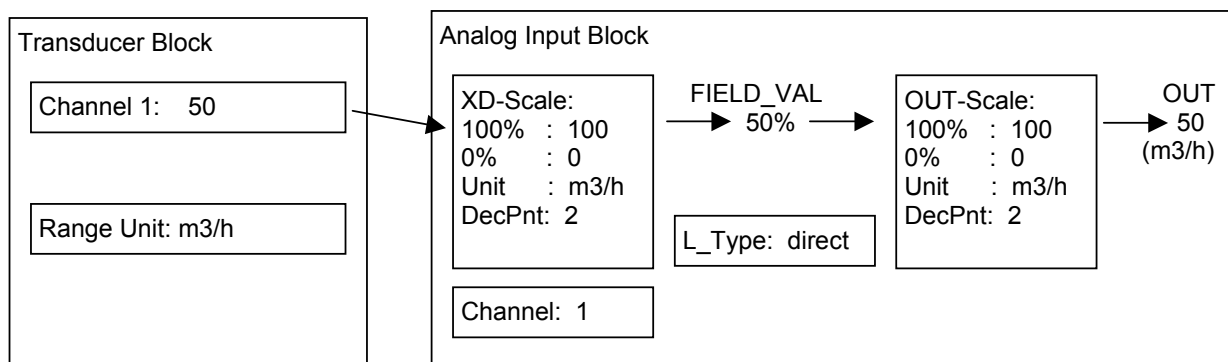 Transducer Block
Channel 1: 50
Range Unit: m3/h
Analog Input Block
XD-Scale:
100% : 100
0% : 0
Unit : m3/h
DecPnt: 2
Channel: 1
FIELD_VAL
50%
L_Type: direct
OUT-Scale:
100% : 100
0% : 0
Unit : m3/h
DecPnt: 2
OUT
50
(m3/h)